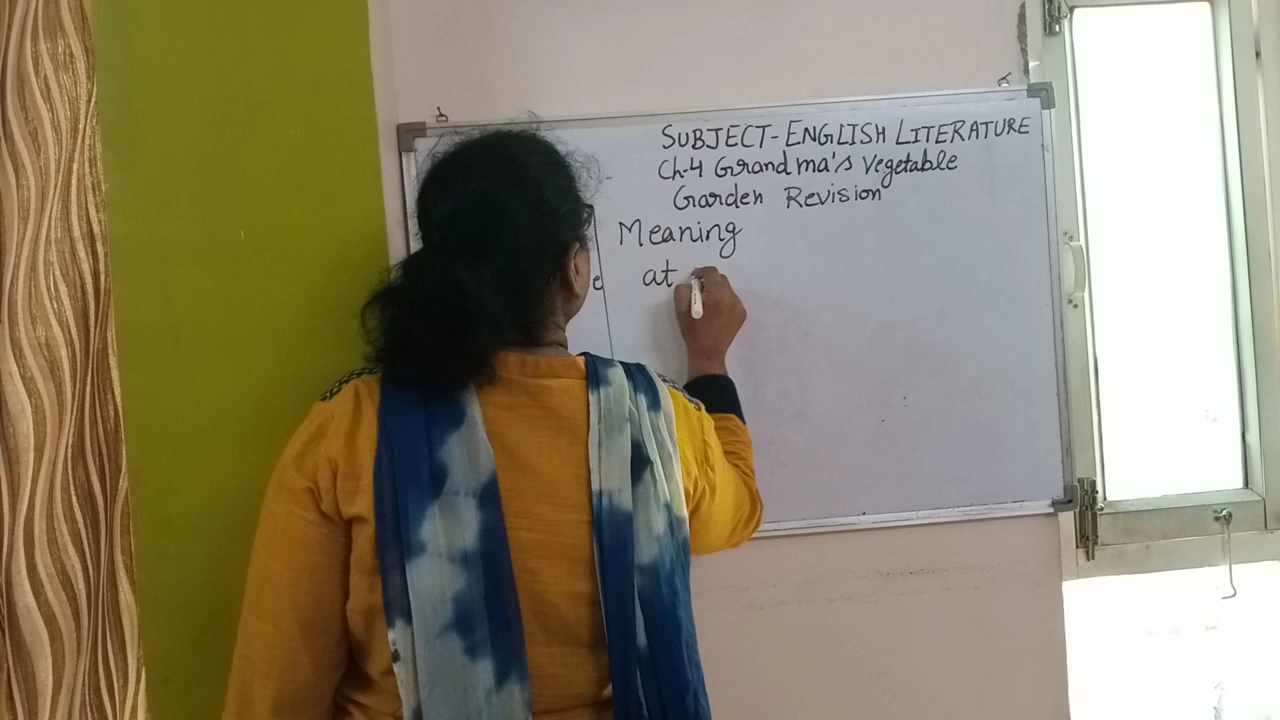 SUBJECT-ENGLISH LITERATURE
Ch-4 Grandma's Vegetable
Garden Revision
Meaning
e at